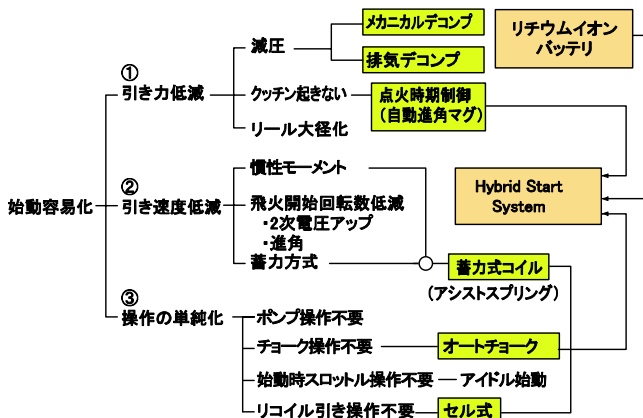 メカニカルデコンプ
リチウムイオン
バッテリ
減圧
排気デコンプ
①
引き力低減
クッチン起きない
点火時期制御
(自動進角マグ)
リール大径化
慣性モーメント
②
始動容易化
引き速度低減
飛火開始回転数低減
・2次電圧アップ
・進角
Hybrid Start
System
蓄力方式
蓄力式コイル
(アシストスプリング)
③
操作の単純化
ポンプ操作不要
チョーク操作不要
オートチョーク
始動時スロットル操作不要
アイドル始動
リコイル引き操作不要
セル式